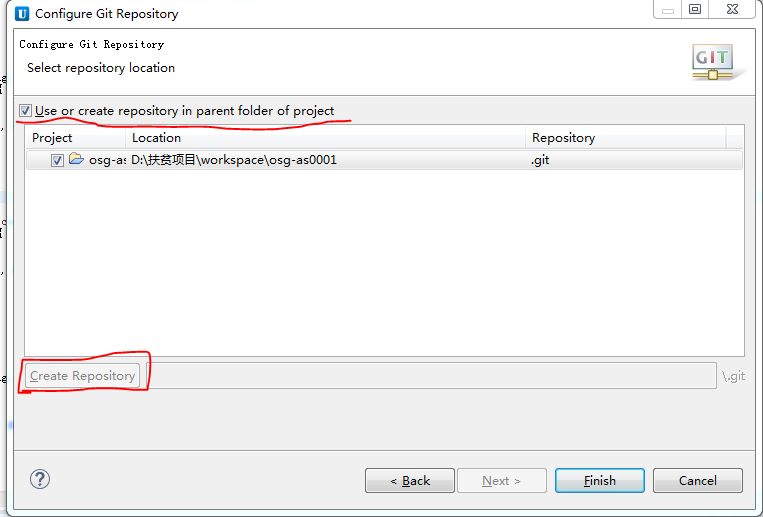 Configure Git Repository
Configure Git Repository
Select repository location
GIT
Use or create repository in parent folder of project
Project Location Repository
osg-as D:\扶贫项目\workspace\osg-as0001 .git
Create Repository \.git
< Back Next > Finish Cancel